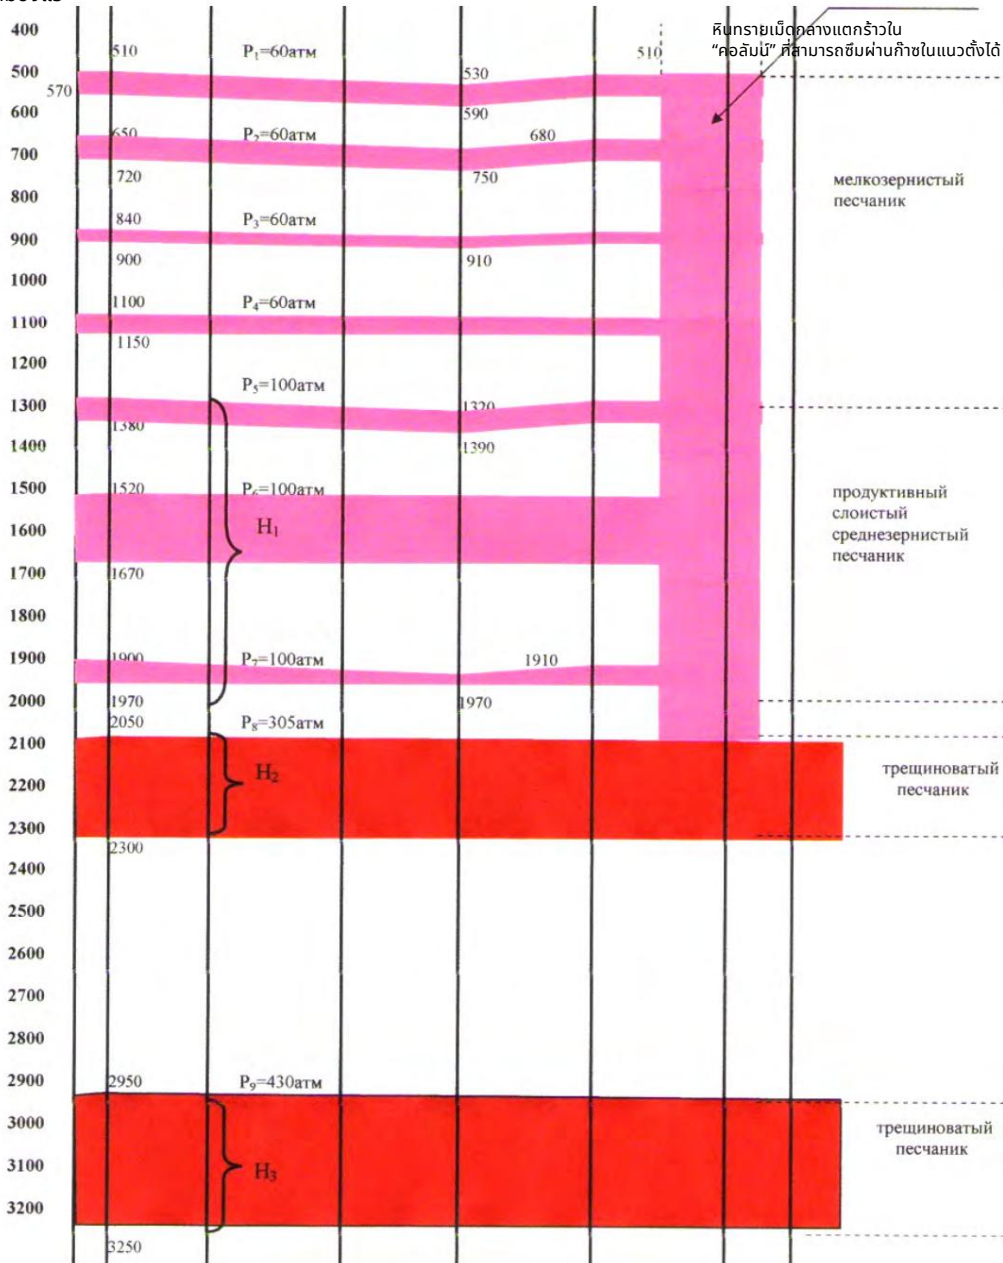 400
หินทรายเม็ดกลางแตกร้าวใน
“คอลัมน์” ที่สามารถซึมผ่านก๊าซในแนวตั้งได้
510
P₁=60атм
510
500
530
570
590
600
650
P₂=60атм
680
700
720
750
мелкозернистый
песчаник
800
840
P₃=60атм
900
900
910
1000
1100
P₄=60атм
1100
1150
1200
P₅=100атм
1300
1320
1380
1400
1390
1500
1520
P₆=100атм
продуктивный
слоистый
среднезернистый
песчаник
1600
H₁
1700
1670
1800
1900
1900
P₇=100атм
1910
2000
1970
1970
2050
P₈=305атм
2100
трещиноватый
песчаник
2200
H₂
2300
2300
2400
2500
2600
2700
2800
2900
2950
P₉=430атм
3000
трещиноватый
песчаник
3100
H₃
3200
3250